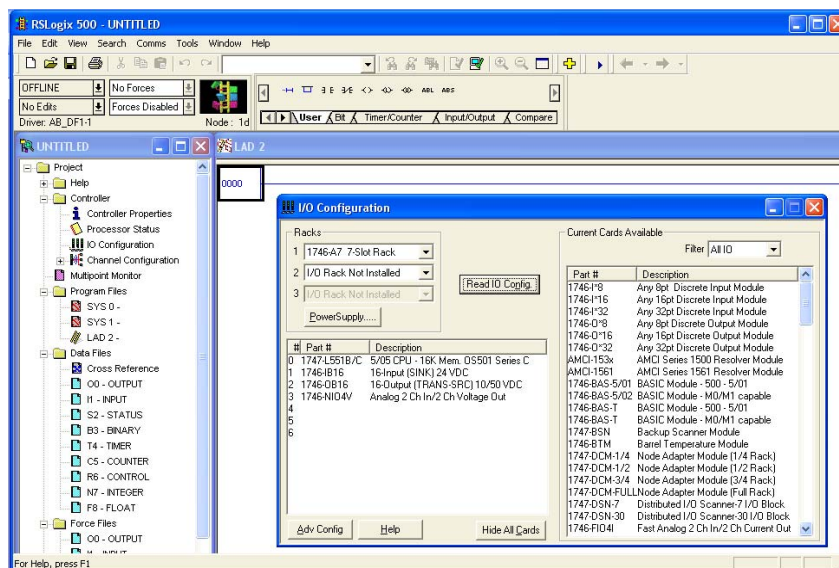 RSLogix 500 - UNTITLED
File Edit View Search Comms Tools Window Help
OFFLINE No Forces
No Edits Forces Disabled
Driver: AB_DF1-1 Node : 1d
ABL ABS
User Bit Timer/Counter Input/Output Compare
UNTITLED
Project
Help
Controller
Controller Properties
Processor Status
IO Configuration
Channel Configuration
Multipoint Monitor
Program Files
SYS 0 -
SYS 1 -
LAD 2 -
Data Files
Cross Reference
O0 - OUTPUT
I1 - INPUT
S2 - STATUS
B3 - BINARY
T4 - TIMER
C5 - COUNTER
R6 - CONTROL
N7 - INTEGER
F8 - FLOAT
Force Files
O0 - OUTPUT
I1 - INPUT
LAD 2
0000
I/O Configuration
Racks
1 1746-A7 7-Slot Rack
2 I/O Rack Not Installed
3 I/O Rack Not Installed
PowerSupply.....
Read IO Config.
# Part # Description
0 1747-L551B/C 5/05 CPU - 16K Mem. OS501 Series C
1 1746-IB16 16-Input (SINK) 24 VDC
2 1746-OB16 16-Output (TRANS-SRC) 10/50 VDC
3 1746-NIO4V Analog 2 Ch In/2 Ch Voltage Out
4
5
6
Adv Config Help Hide All Cards
Current Cards Available
Filter All IO
Part # Description
1746-I*8 Any 8pt Discrete Input Module
1746-I*16 Any 16pt Discrete Input Module
1746-I*32 Any 32pt Discrete Input Module
1746-O*8 Any 8pt Discrete Output Module
1746-O*16 Any 16pt Discrete Output Module
1746-O*32 Any 32pt Discrete Output Module
AMCI-153x AMCI Series 1500 Resolver Module
AMCI-1561 AMCI Series 1561 Resolver Module
1746-BAS-5/01 BASIC Module - 500 - 5/01
1746-BAS-5/02 BASIC Module - M0/M1 capable
1746-BAS-T BASIC Module - 500 - 5/01
1746-BAS-T BASIC Module - M0/M1 capable
1747-BSN Backup Scanner Module
1746-BTM Barrel Temperature Module
1747-DCM-1/4 Node Adapter Module (1/4 Rack)
1747-DCM-1/2 Node Adapter Module (1/2 Rack)
1747-DCM-3/4 Node Adapter Module (3/4 Rack)
1747-DCM-FULL Node Adapter Module (Full Rack)
1747-DSN-7 Distributed I/O Scanner-7 I/O Block
1747-DSN-30 Distributed I/O Scanner-30 I/O Block
1746-FIO4I Fast Analog 2 Ch In/2 Ch Current Out
For Help, press F1